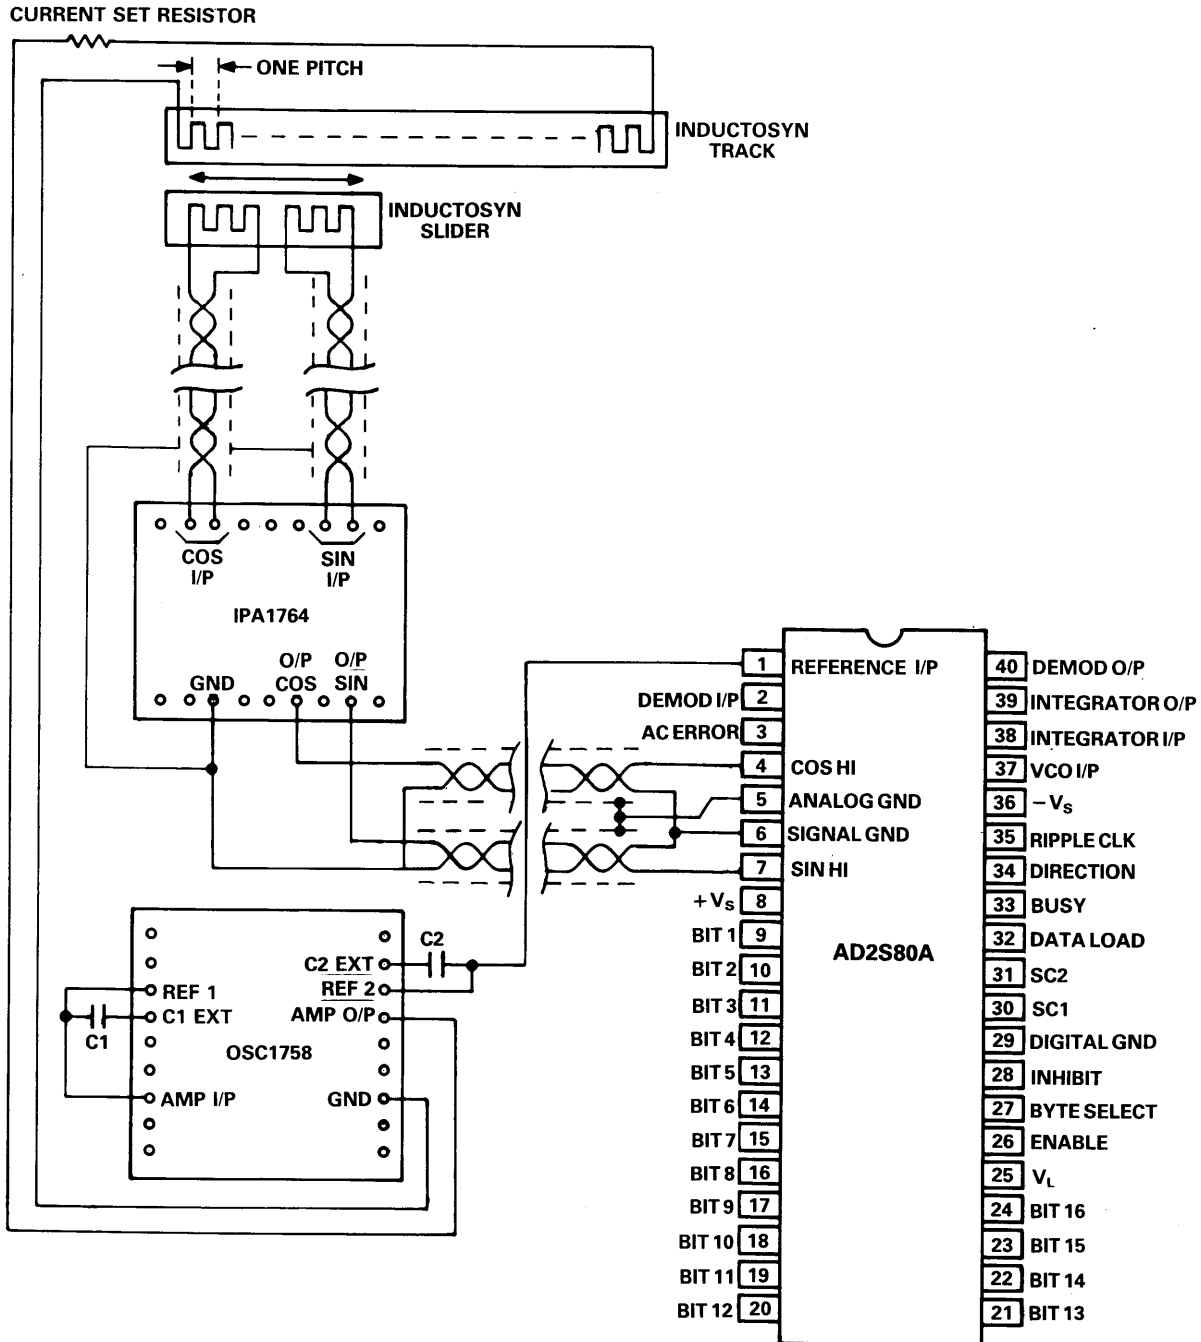 CURRENT SET RESISTOR
ONE PITCH
INDUCTOSYN
TRACK
INDUCTOSYN
SLIDER
COS
I/P
SIN
I/P
IPA1764
GND
O/P
COS
O/P
SIN
REF 1
C1 EXT
C1
AMP I/P
OSC1758
C2
C2 EXT
REF 2
AMP O/P
GND
AD2S80A
1 REFERENCE I/P
DEMOD I/P 2
AC ERROR 3
4 COS HI
5 ANALOG GND
6 SIGNAL GND
7 SIN HI
+VS 8
BIT 1 9
BIT 2 10
BIT 3 11
BIT 4 12
BIT 5 13
BIT 6 14
BIT 7 15
BIT 8 16
BIT 9 17
BIT 10 18
BIT 11 19
BIT 12 20
40 DEMOD O/P
39 INTEGRATOR O/P
38 INTEGRATOR I/P
37 VCO I/P
36 −VS
35 RIPPLE CLK
34 DIRECTION
33 BUSY
32 DATA LOAD
31 SC2
30 SC1
29 DIGITAL GND
28 INHIBIT
27 BYTE SELECT
26 ENABLE
25 VL
24 BIT 16
23 BIT 15
22 BIT 14
21 BIT 13